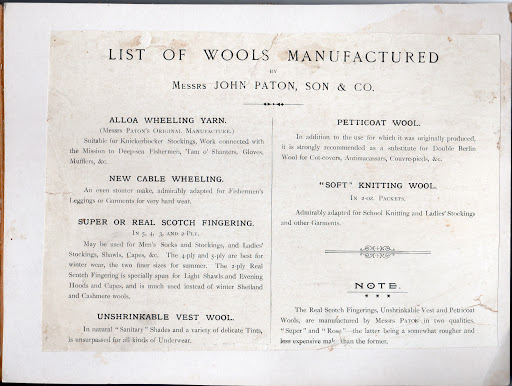 LIST OF WOOLS MANUFACTURED
BY
MESSRS JOHN PATON, SON & CO.
ALLOA WHEELING YARN.
(MESSRS PATON'S ORIGINAL MANUFACTURE.)
Suitable for Knickerbocker Stockings, Work connected with
the Mission to Deep-sea Fishermen, Tam o' Shanters, Gloves,
Mufflers, &c.
NEW CABLE WHEELING.
An even stouter make, admirably adapted for Fishermen's
Leggings or Garments for very hard wear.
SUPER OR REAL SCOTCH FINGERING.
IN 5, 4, 3, AND 2-PLY.
May be used for Men's Socks and Stockings, and Ladies'
Stockings, Shawls, Capes, &c. The 4-ply and 5-ply are best for
winter wear, the two finer sizes for summer. The 2-ply Real
Scotch Fingering is specially spun for Light Shawls and Evening
Hoods and Capes, and is much used instead of winter Shetland
and Cashmere wools.
UNSHRINKABLE VEST WOOL.
In natural "Sanitary" Shades and a variety of delicate Tints,
is unsurpassed for all kinds of Underwear.
PETTICOAT WOOL.
In addition to the use for which it was originally produced,
it is strongly recommended as a substitute for Double Berlin
Wool for Cot-covers, Antimacassars, Couvre-pieds, &c.
"SOFT" KNITTING WOOL.
IN 2-OZ. PACKETS.
Admirably adapted for School Knitting and Ladies' Stockings
and other Garments.
NOTE.
The Real Scotch Fingerings, Unshrinkable Vest and Petticoat
Wools, are manufactured by MESSRS PATON in two qualities,
"Super" and "Rose"—the latter being a somewhat rougher and
less expensive make than the former.